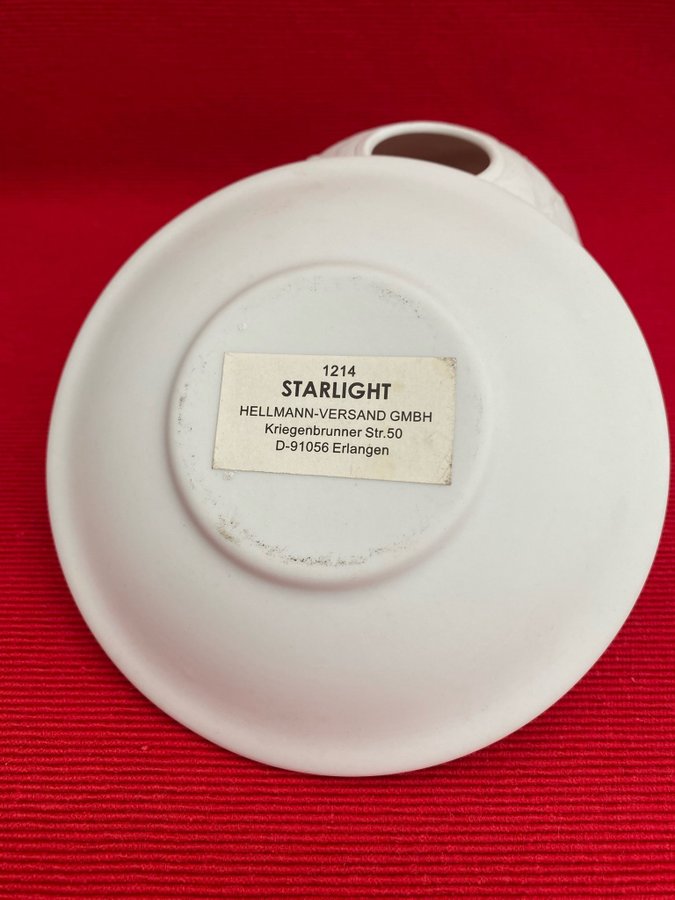 1214
STARLIGHT
HELLMANN-VERSAND GMBH
Kriegenbrunner Str.50
D-91056 Erlangen